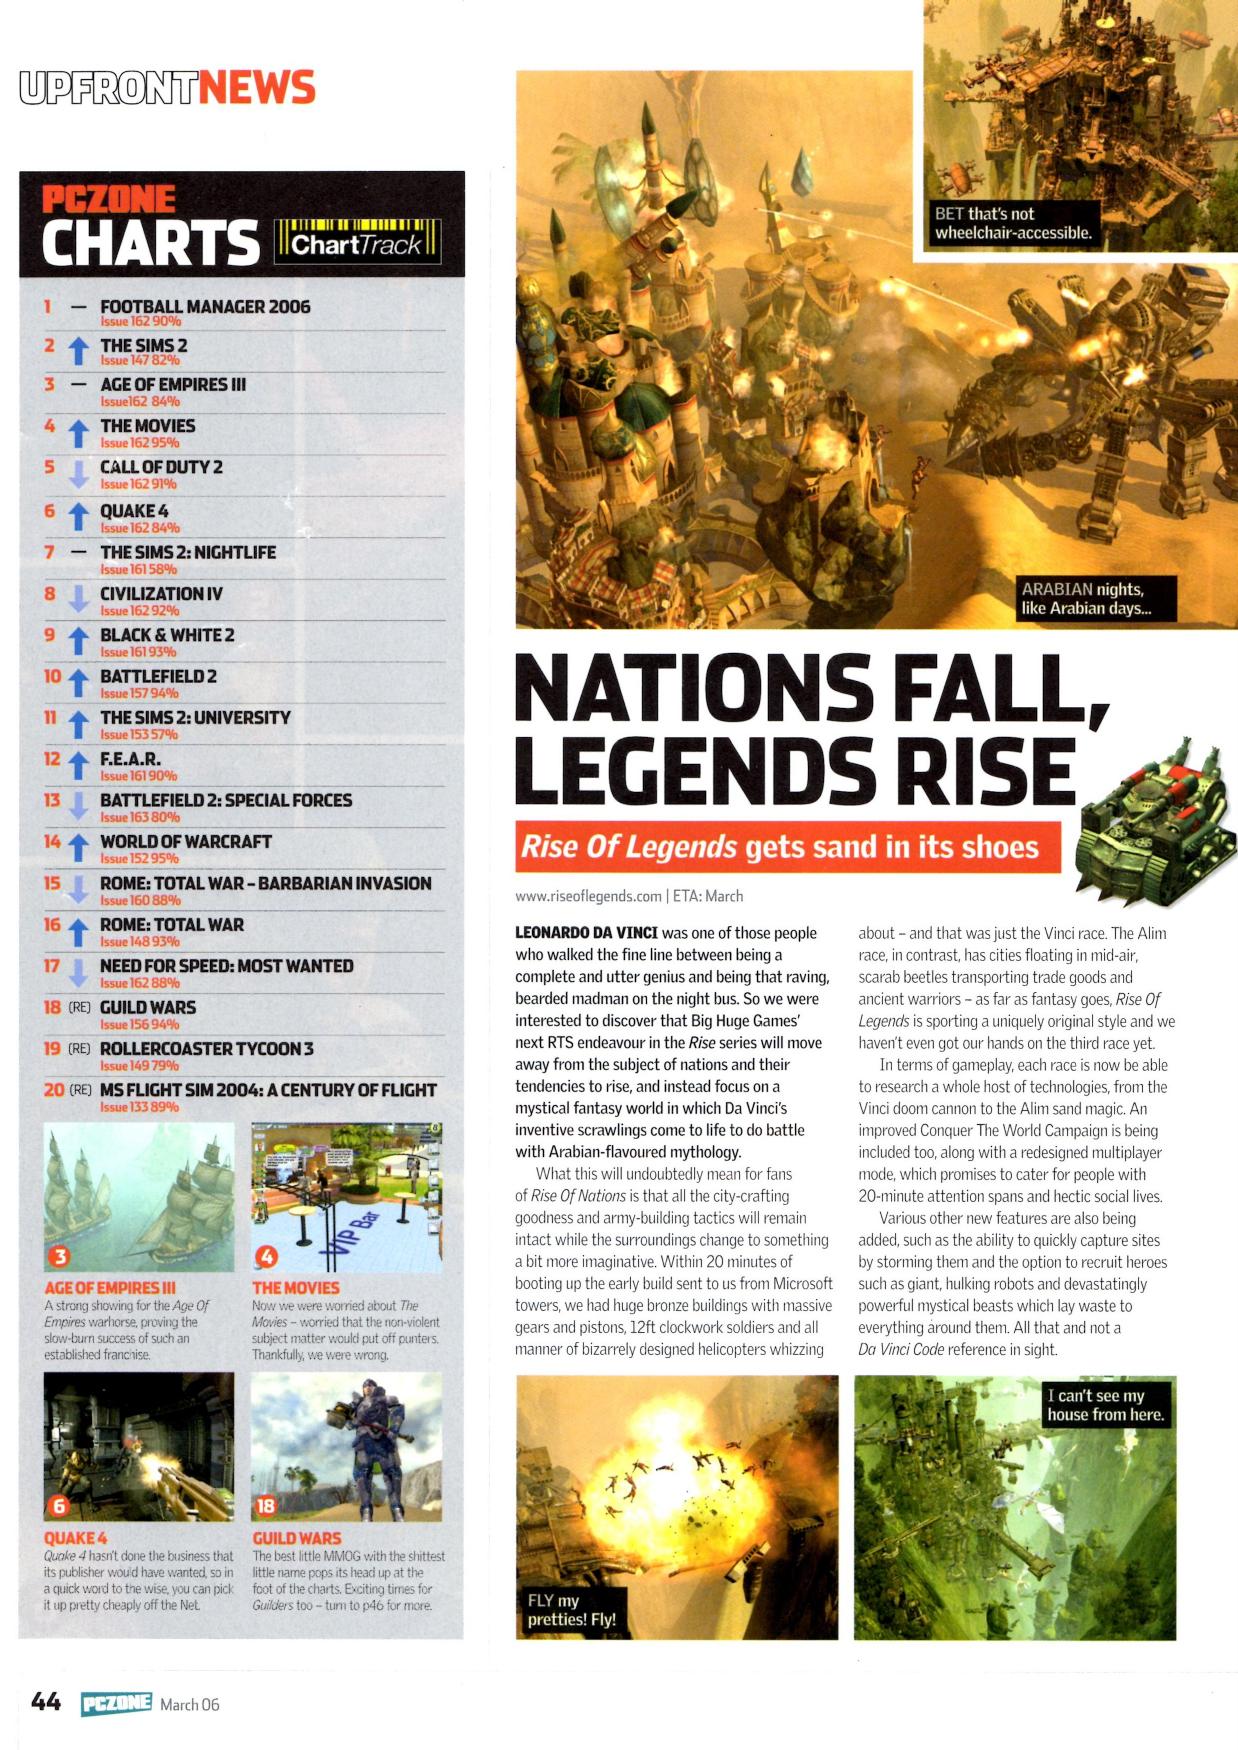 UPFRONTNEWS
PCZONE
CHARTS
ChartTrack
1 — FOOTBALL MANAGER 2006
Issue 162 90%
2 THE SIMS 2
Issue 147 82%
3 — AGE OF EMPIRES III
Issue162 84%
4 THE MOVIES
Issue 162 95%
5 CALL OF DUTY 2
Issue 162 91%
6 QUAKE 4
Issue 162 84%
7 — THE SIMS 2: NIGHTLIFE
Issue 161 58%
8 CIVILIZATION IV
Issue 162 92%
9 BLACK & WHITE 2
Issue 161 93%
10 BATTLEFIELD 2
Issue 157 94%
11 THE SIMS 2: UNIVERSITY
Issue 153 57%
12 F.E.A.R.
Issue 161 90%
13 BATTLEFIELD 2: SPECIAL FORCES
Issue 163 80%
14 WORLD OF WARCRAFT
Issue 152 95%
15 ROME: TOTAL WAR – BARBARIAN INVASION
Issue 160 88%
16 ROME: TOTAL WAR
Issue 148 93%
17 NEED FOR SPEED: MOST WANTED
Issue 162 88%
18 (RE) GUILD WARS
Issue 156 94%
19 (RE) ROLLERCOASTER TYCOON 3
Issue 149 79%
20 (RE) MS FLIGHT SIM 2004: A CENTURY OF FLIGHT
Issue 133 89%
3
AGE OF EMPIRES III
A strong showing for the Age Of
Empires warhorse, proving the
slow-burn success of such an
established franchise.
VIP Bar
4
THE MOVIES
Now we were worried about The
Movies – worried that the non-violent
subject matter would put off punters.
Thankfully, we were wrong.
6
QUAKE 4
Quake 4 hasn't done the business that
its publisher would have wanted, so in
a quick word to the wise, you can pick
it up pretty cheaply off the Net.
18
GUILD WARS
The best little MMOG with the shittest
little name pops its head up at the
foot of the charts. Exciting times for
Guilders too – turn to p46 for more.
BET that's not
wheelchair-accessible.
ARABIAN nights,
like Arabian days...
NATIONS FALL,
LEGENDS RISE
Rise Of Legends gets sand in its shoes
www.riseoflegends.com | ETA: March
LEONARDO DA VINCI was one of those people
who walked the fine line between being a
complete and utter genius and being that raving,
bearded madman on the night bus. So we were
interested to discover that Big Huge Games'
next RTS endeavour in the Rise series will move
away from the subject of nations and their
tendencies to rise, and instead focus on a
mystical fantasy world in which Da Vinci's
inventive scrawlings come to life to do battle
with Arabian-flavoured mythology.
What this will undoubtedly mean for fans
of Rise Of Nations is that all the city-crafting
goodness and army-building tactics will remain
intact while the surroundings change to something
a bit more imaginative. Within 20 minutes of
booting up the early build sent to us from Microsoft
towers, we had huge bronze buildings with massive
gears and pistons, 12ft clockwork soldiers and all
manner of bizarrely designed helicopters whizzing
about – and that was just the Vinci race. The Alim
race, in contrast, has cities floating in mid-air,
scarab beetles transporting trade goods and
ancient warriors – as far as fantasy goes, Rise Of
Legends is sporting a uniquely original style and we
haven't even got our hands on the third race yet.
In terms of gameplay, each race is now be able
to research a whole host of technologies, from the
Vinci doom cannon to the Alim sand magic. An
improved Conquer The World Campaign is being
included too, along with a redesigned multiplayer
mode, which promises to cater for people with
20-minute attention spans and hectic social lives.
Various other new features are also being
added, such as the ability to quickly capture sites
by storming them and the option to recruit heroes
such as giant, hulking robots and devastatingly
powerful mystical beasts which lay waste to
everything around them. All that and not a
Da Vinci Code reference in sight.
FLY my
pretties! Fly!
I can't see my
house from here.
44 PCZONE March 06